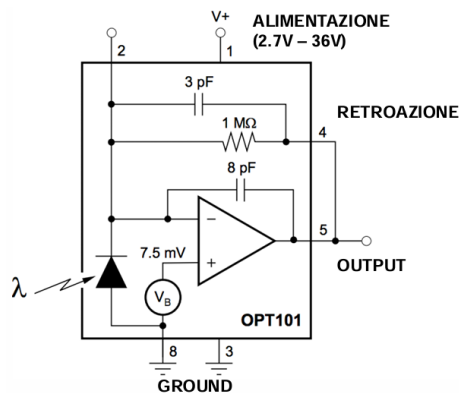 V+
ALIMENTAZIONE
(2.7V – 36V)
2
1
3 pF
RETROAZIONE
1 MΩ
4
8 pF
–
5
7.5 mV
+
OUTPUT
λ
VB
OPT101
8
3
GROUND